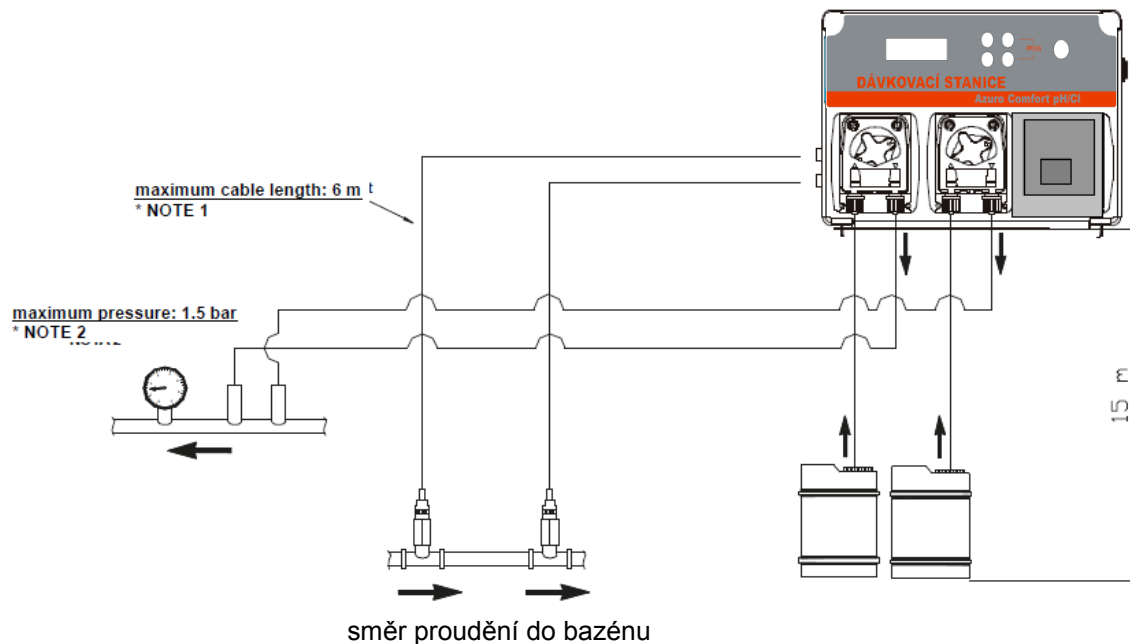 DÁVKOVACÍ STANICE
Azuro Comfort pH/Cl
maximum cable length: 6 m
* NOTE 1
maximum pressure: 1.5 bar
* NOTE 2
15 m
směr proudění do bazénu